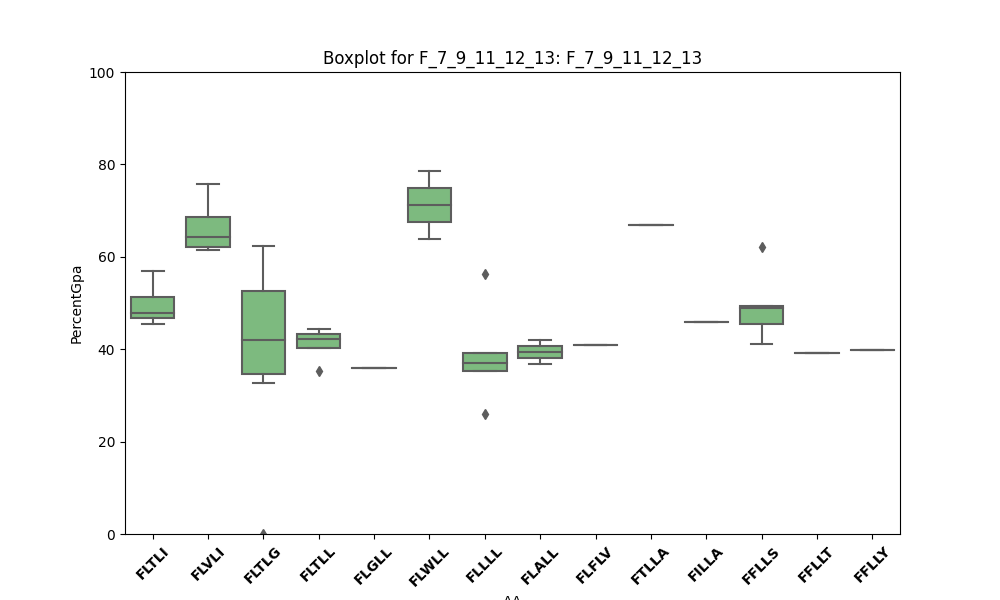 Boxplot for F_7_9_11_12_13: F_7_9_11_12_13
PercentGpa
100
80
60
40
20
0
FLTLI
FLVLI
FLTLG
FLTLL
FLGLL
FLWLL
FLLLL
FLALL
FLFLV
FTLLA
FILLA
FFLLS
FFLLT
FFLLY
AA